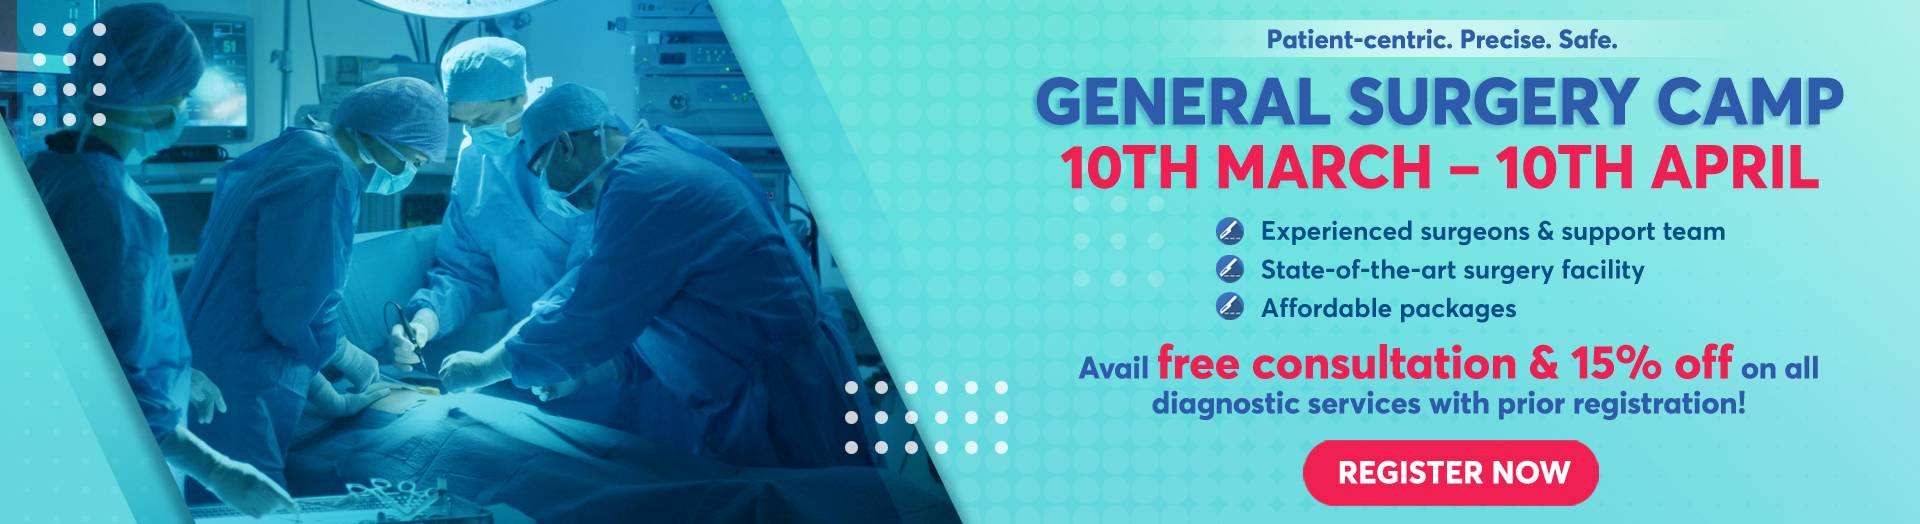 Patient-centric. Precise. Safe.
GENERAL SURGERY CAMP
10TH MARCH – 10TH APRIL
Experienced surgeons & support team
State-of-the-art surgery facility
Affordable packages
Avail free consultation & 15% off on all
diagnostic services with prior registration!
REGISTER NOW
51